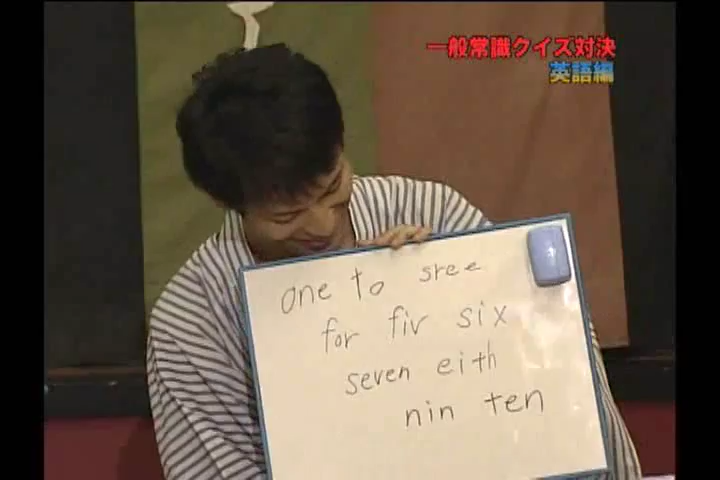 一般常識クイズ対決
英語編
one to sree
for fiv six
seven eith
nin ten